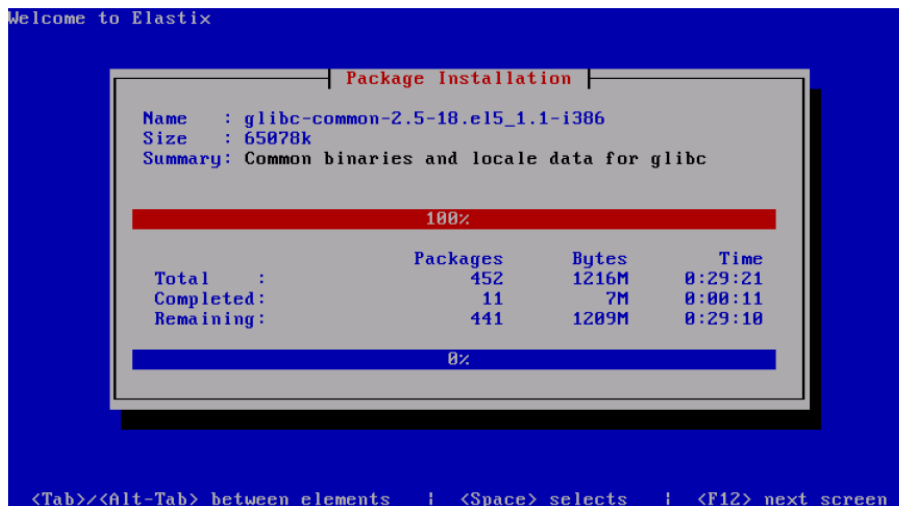 Welcome to Elastix
Package Installation
Name : glibc-common-2.5-18.el5_1.1-i386
Size : 65078k
Summary: Common binaries and locale data for glibc
100%
Packages Bytes Time
Total : 452 1216M 0:29:21
Completed: 11 7M 0:00:11
Remaining: 441 1209M 0:29:10
0%
<Tab>/<Alt-Tab> between elements | <Space> selects | <F12> next screen